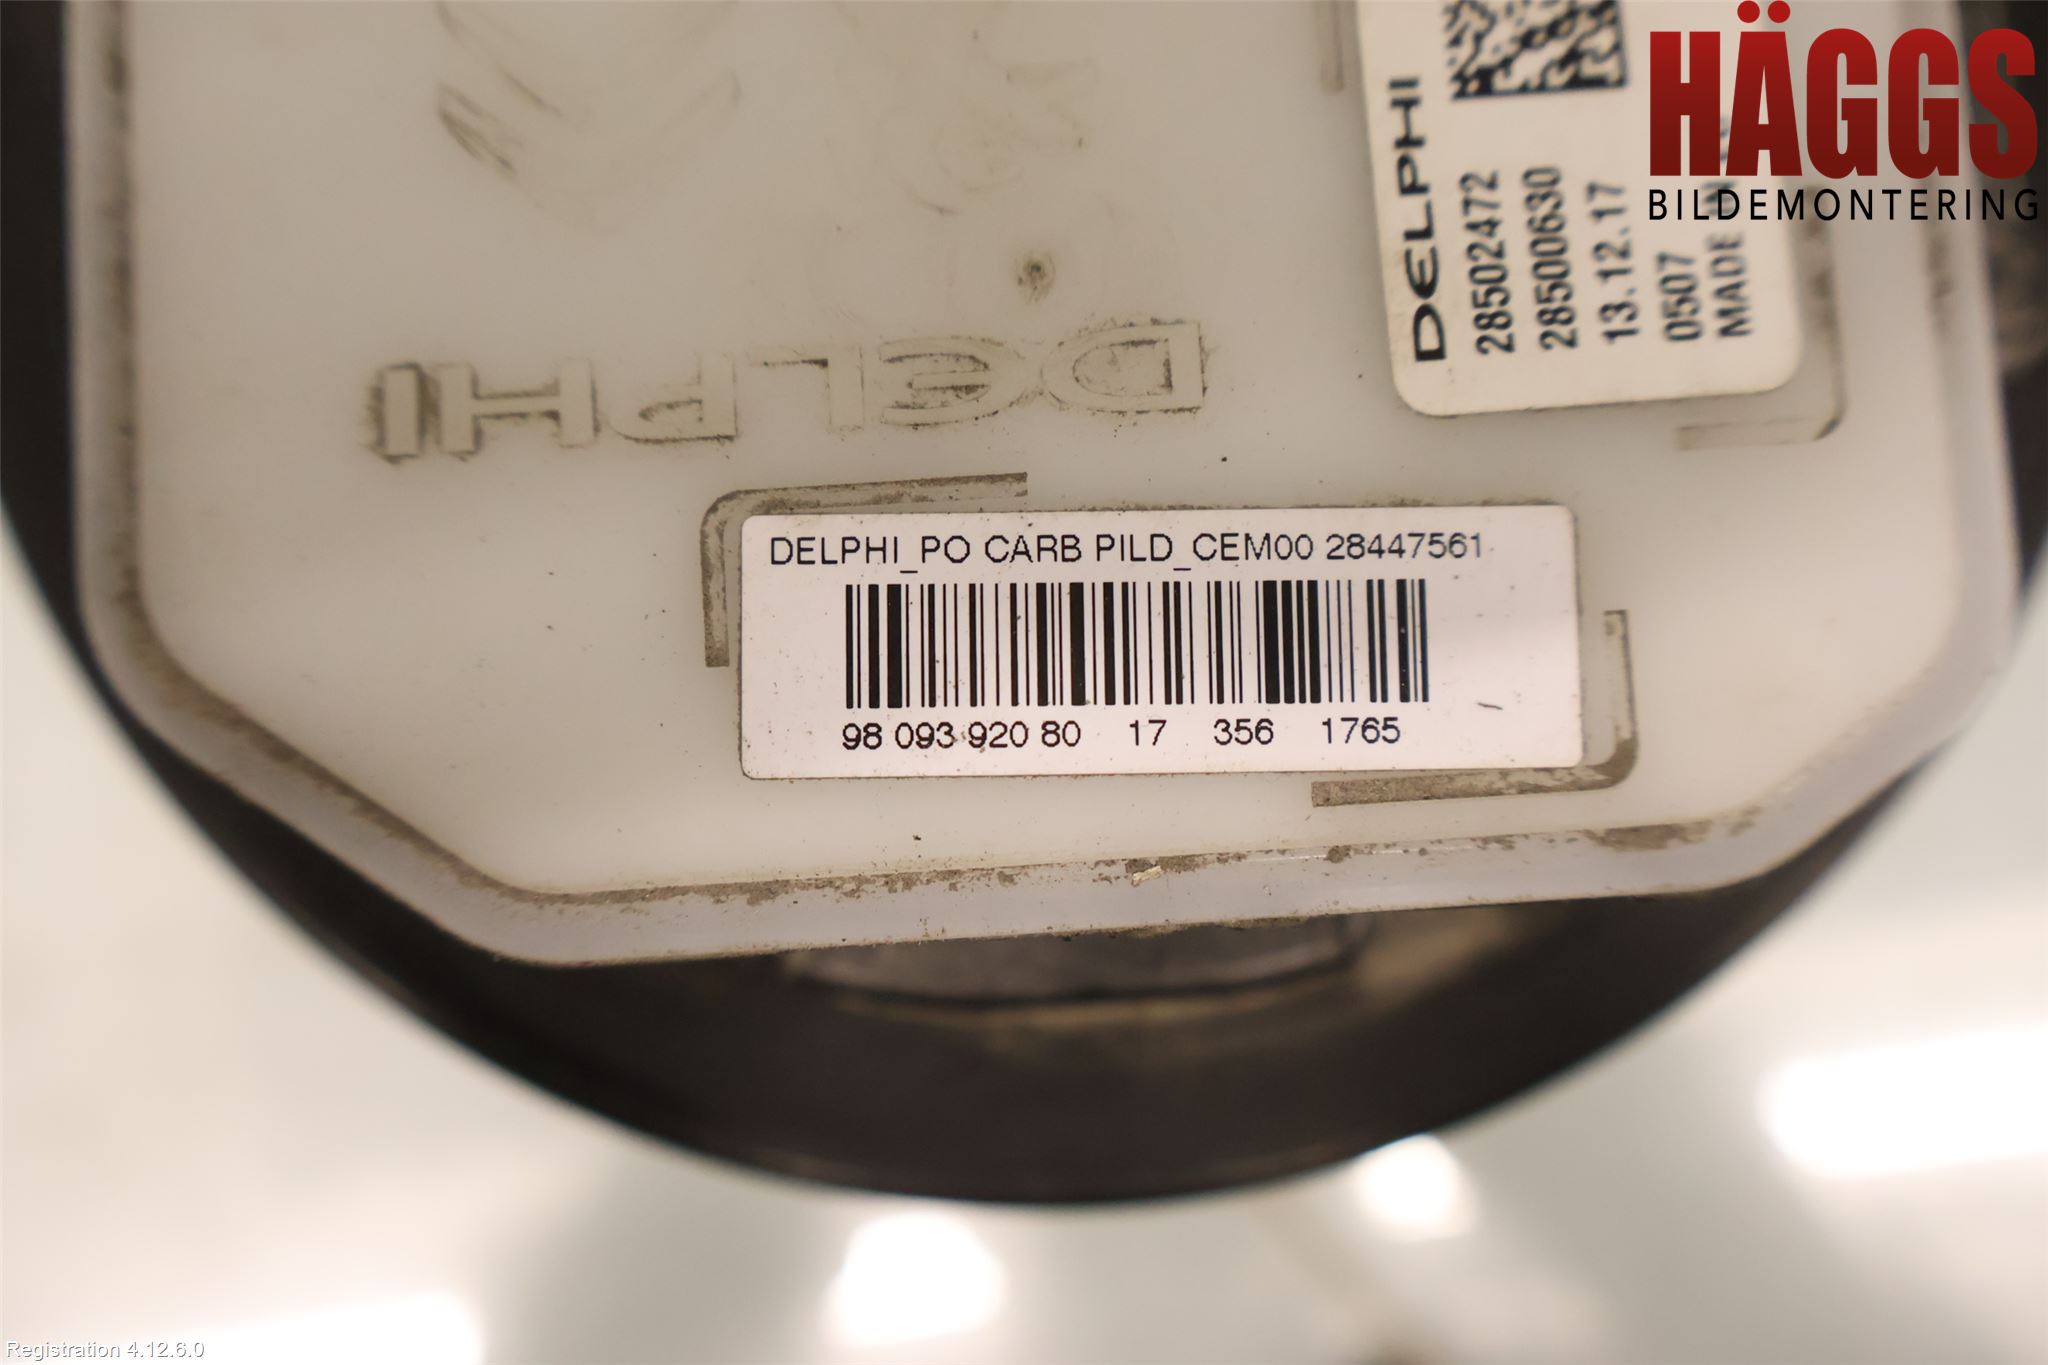 HÄGGS
BILDEMONTERING
DELPHI
28502472
28500630
13.12.17
0507
MADE
DELPHI
DELPHI_PO CARB PILD_CEM00 28447561
98 093 920 80 17 356 1765
Registration 4.12.6.0